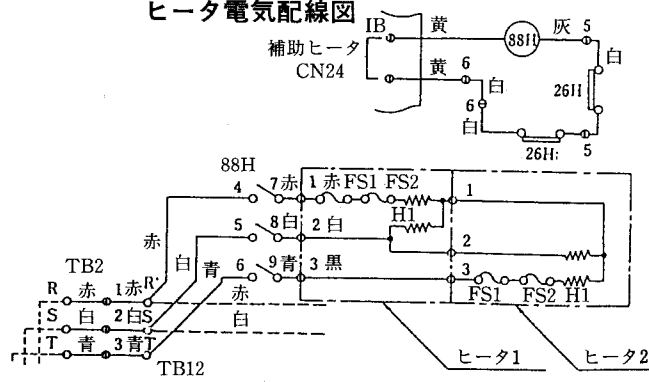 ヒータ電気配線図
IB 黄 88H 灰 5
補助ヒータ
CN24
白
黄 6 白
26H
6
白
26H: 5
88H
4 7 赤 1 赤 FS1 FS2 1
H1
5 8 白 2 白
2
赤 白 青 6 9 青 3 黒 3
FS1 FS2 H1
TB2
R 赤 1 赤 R' 赤
S 白 2 白 S 白
T 青 3 青 T
TB12
ヒータ1 ヒータ2